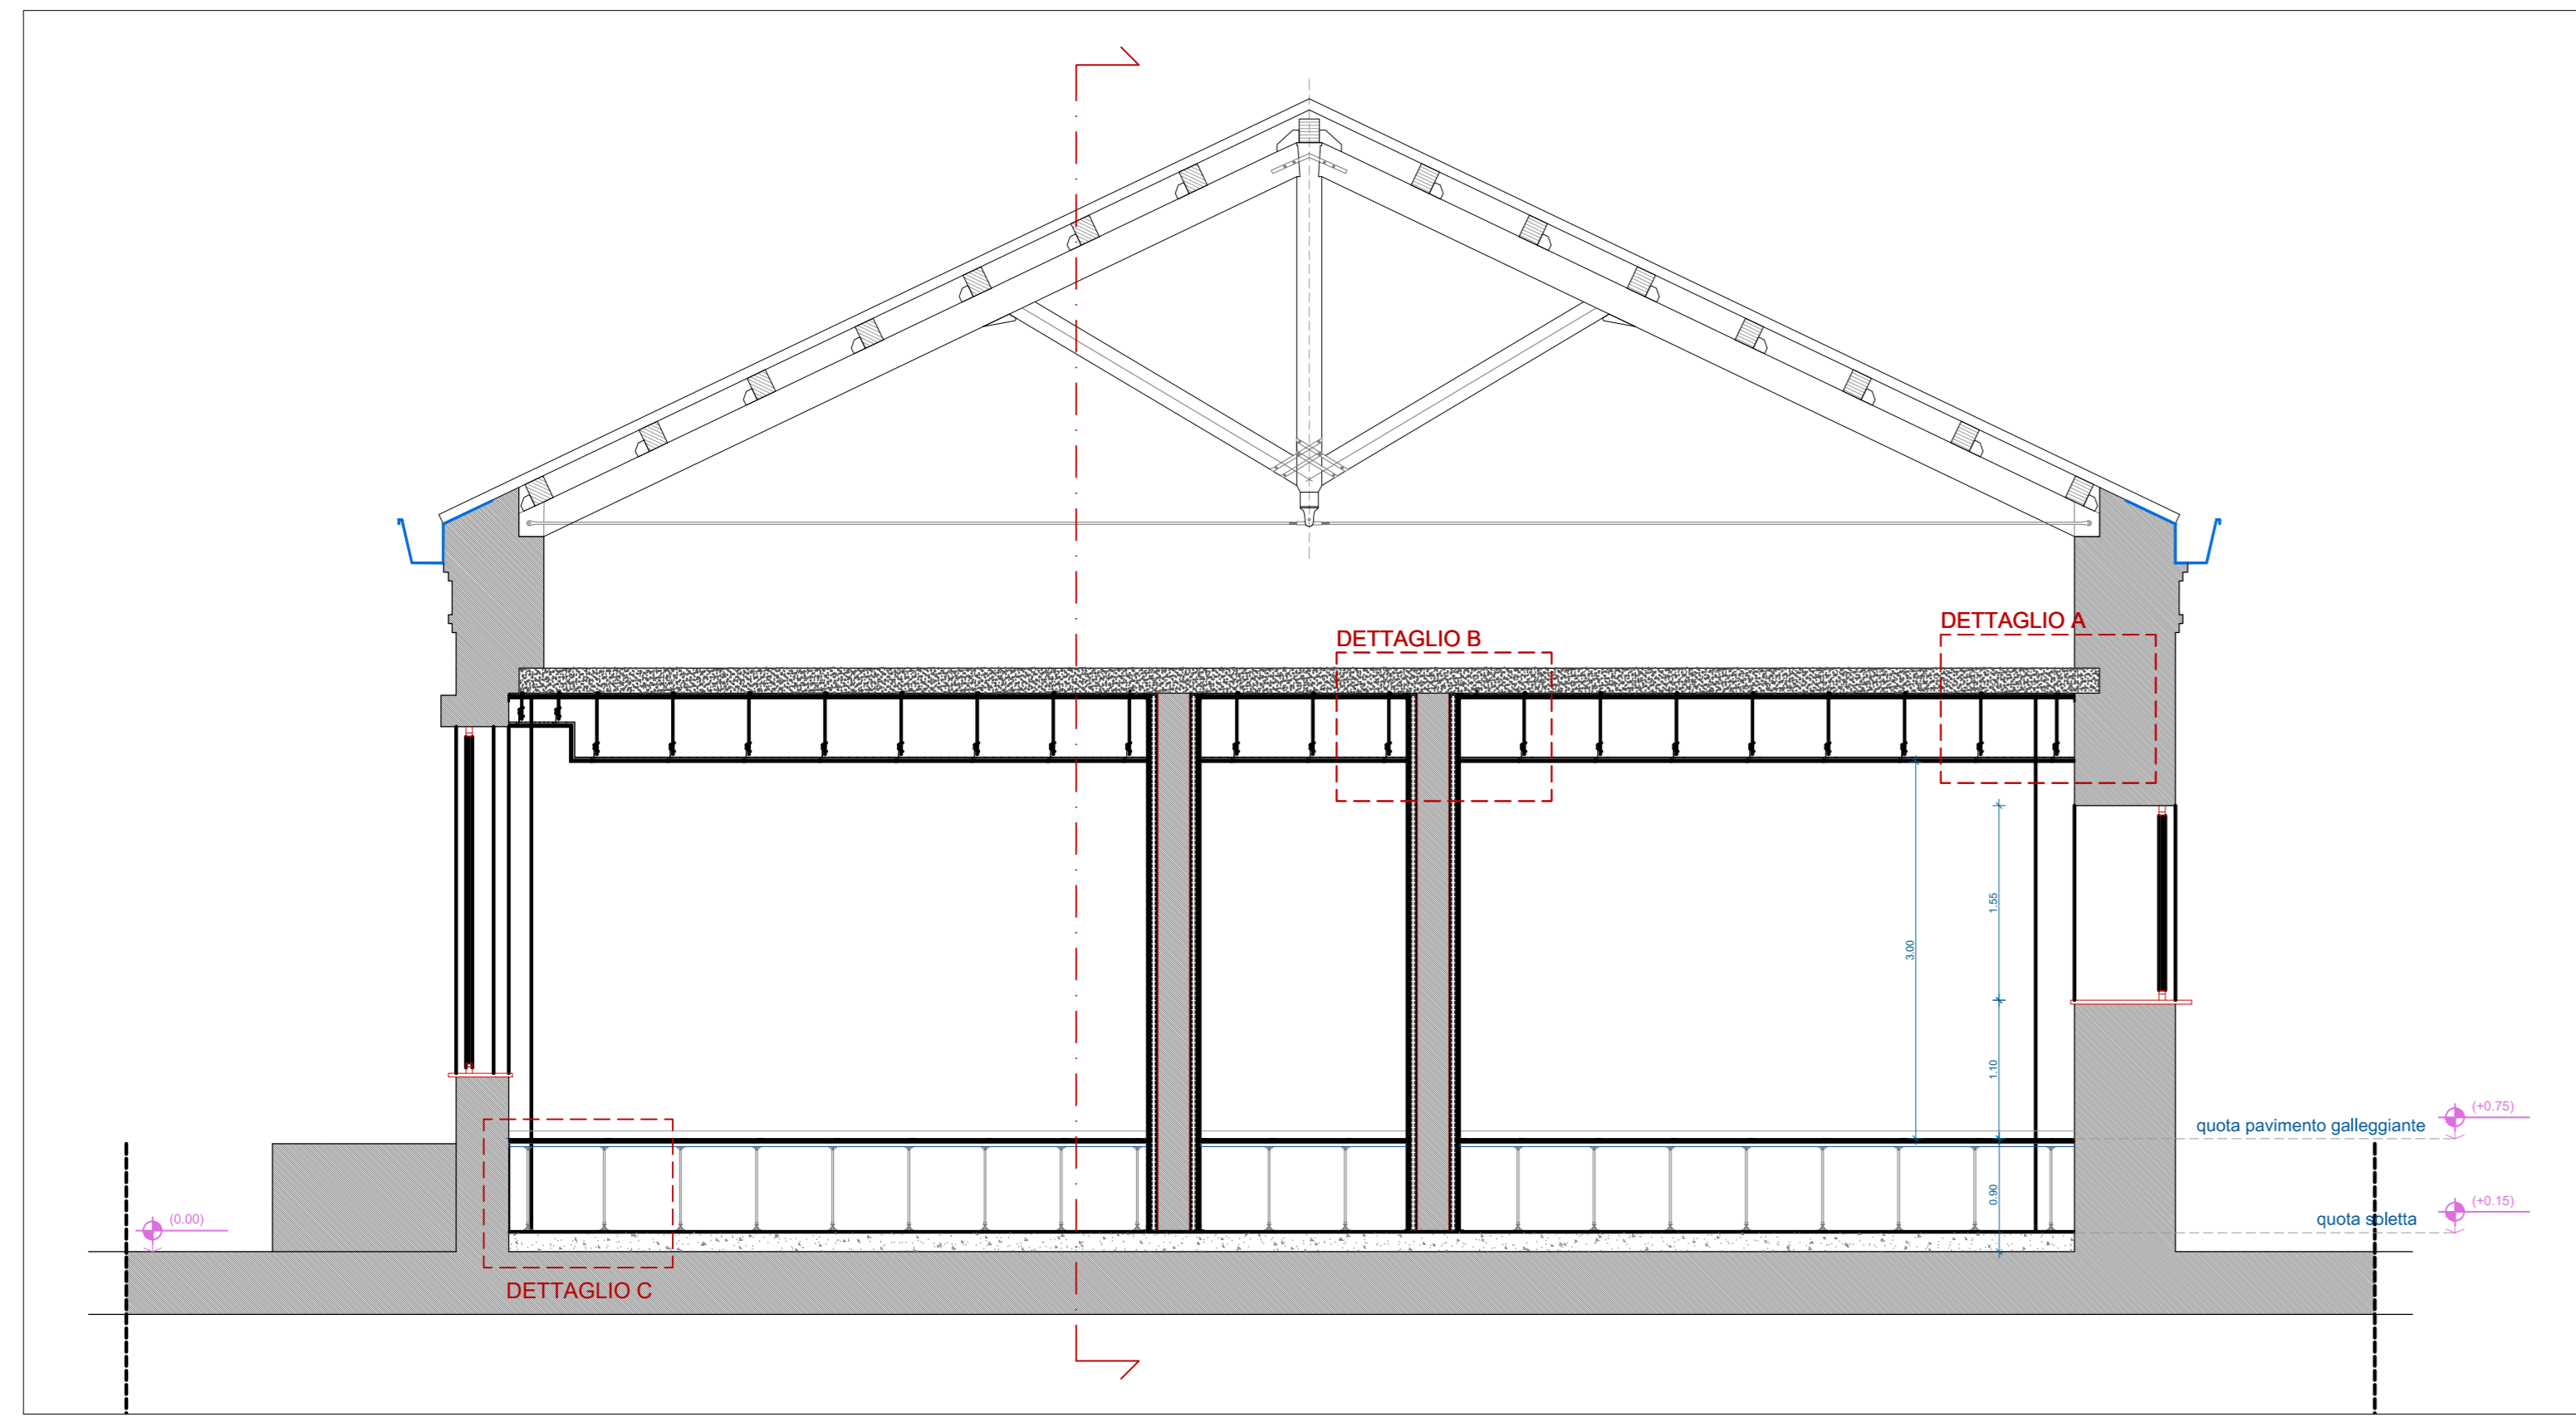 DETTAGLIO A
DETTAGLIO B
1.55
3.00
1.10
(+0.75)
quota pavimento galleggiante
0.90
(+0.15)
quota soletta
(0.00)
DETTAGLIO C